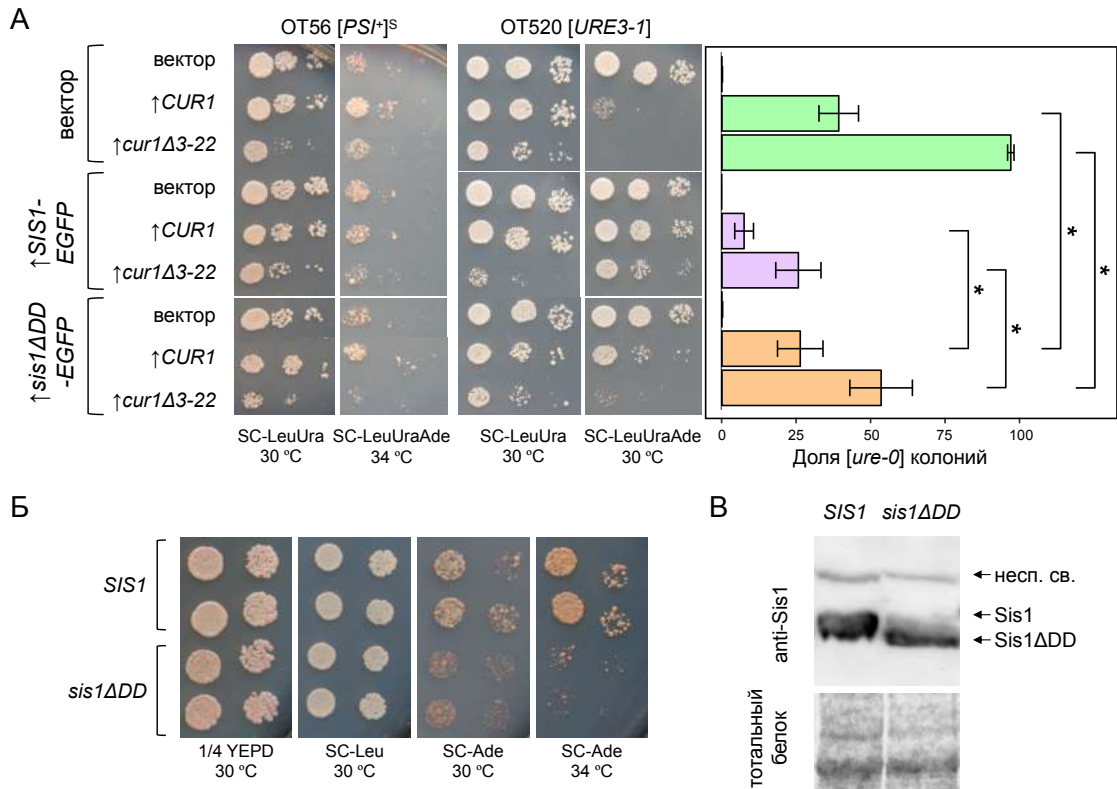 А
OT56 [PSI⁺]ˢ
OT520 [URE3-1]
вектор
вектор
↑CUR1
↑cur1Δ3-22
↑SIS1-
EGFP
вектор
↑CUR1
↑cur1Δ3-22
↑sis1ΔDD
-EGFP
вектор
↑CUR1
↑cur1Δ3-22
*
*
*
*
SC-LeuUra
30 ºC
SC-LeuUraAde
34 ºC
SC-LeuUra
30 ºC
SC-LeuUraAde
30 ºC
0 25 50 75 100
Доля [ure-0] колоний
Б
SIS1
sis1ΔDD
1/4 YEPD
30 ºC
SC-Leu
30 ºC
SC-Ade
30 ºC
SC-Ade
34 ºC
В
SIS1 sis1ΔDD
anti-Sis1
несп. св.
Sis1
Sis1ΔDD
тотальный
белок